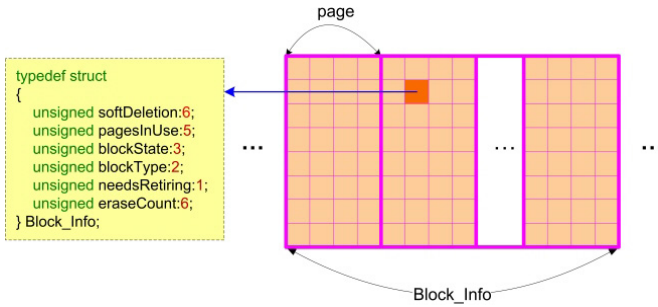 page
typedef struct
{
unsigned softDeletion:6;
unsigned pagesInUse:5;
unsigned blockState:3;
unsigned blockType:2;
unsigned needsRetiring:1;
unsigned eraseCount:6;
} Block_Info;
... ... ..
Block_Info